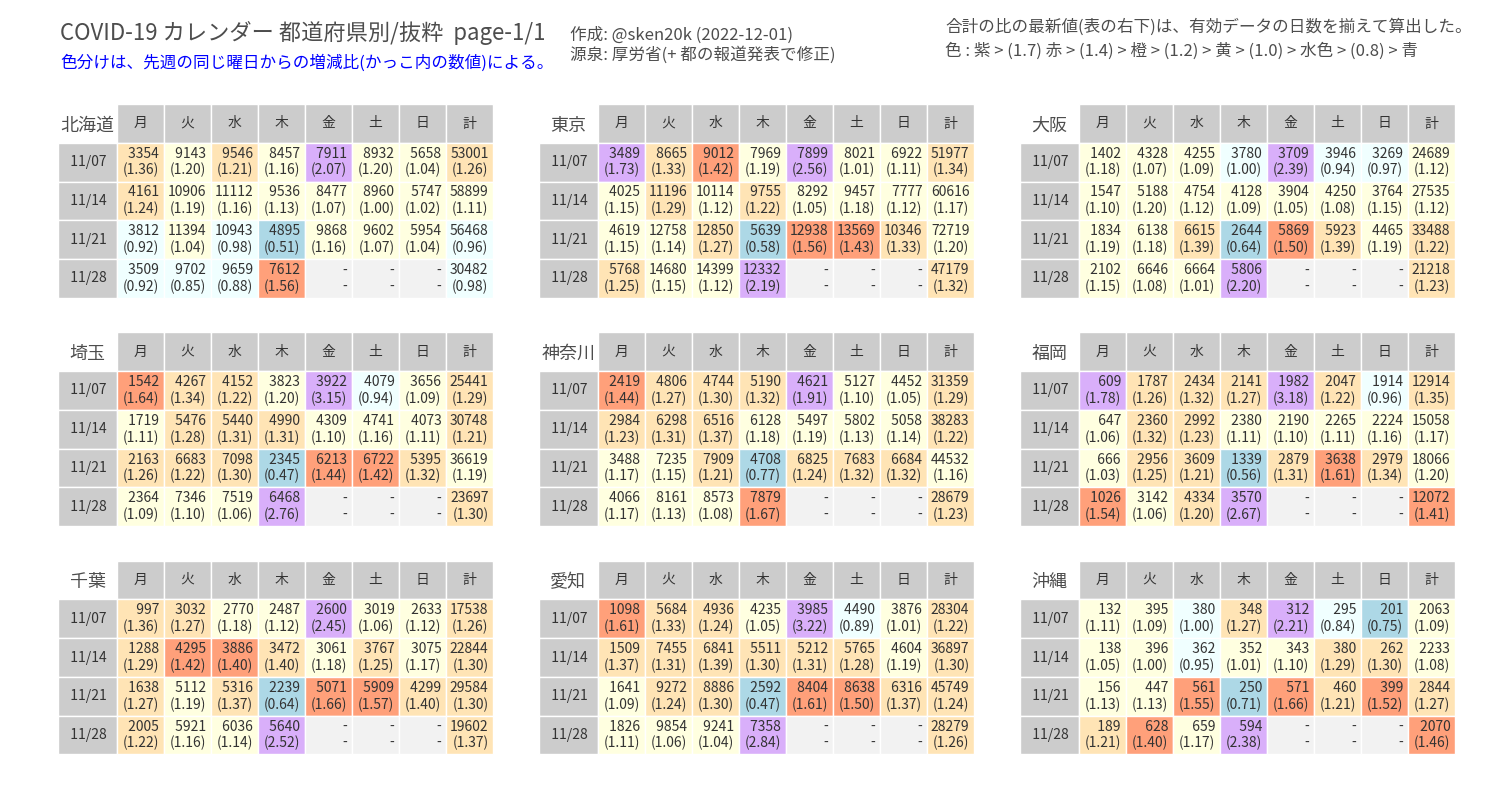 COVID-19 カレンダー 都道府県別/抜粋 page-1/1
色分けは、先週の同じ曜日からの増減比(かっこ内の数値)による。
作成: @sken20k (2022-12-01)
源泉: 厚労省(+ 都の報道発表で修正)
合計の比の最新値(表の右下)は、有効データの日数を揃えて算出した。
色 : 紫 > (1.7) 赤 > (1.4) > 橙 > (1.2) > 黄 > (1.0) > 水色 > (0.8) > 青
北海道 月 火 水 木 金 土 日 計
11/07 3354 9143 9546 8457 7911 8932 5658 53001
(1.36) (1.20) (1.21) (1.16) (2.07) (1.20) (1.04) (1.26)
11/14 4161 10906 11112 9536 8477 8960 5747 58899
(1.24) (1.19) (1.16) (1.13) (1.07) (1.00) (1.02) (1.11)
11/21 3812 11394 10943 4895 9868 9602 5954 56468
(0.92) (1.04) (0.98) (0.51) (1.16) (1.07) (1.04) (0.96)
11/28 3509 9702 9659 7612 - - - 30482
(0.92) (0.85) (0.88) (1.56) - - - (0.98)
東京 月 火 水 木 金 土 日 計
11/07 3489 8665 9012 7969 7899 8021 6922 51977
(1.73) (1.33) (1.42) (1.19) (2.56) (1.01) (1.11) (1.34)
11/14 4025 11196 10114 9755 8292 9457 7777 60616
(1.15) (1.29) (1.12) (1.22) (1.05) (1.18) (1.12) (1.17)
11/21 4619 12758 12850 5639 12938 13569 10346 72719
(1.15) (1.14) (1.27) (0.58) (1.56) (1.43) (1.33) (1.20)
11/28 5768 14680 14399 12332 - - - 47179
(1.25) (1.15) (1.12) (2.19) - - - (1.32)
大阪 月 火 水 木 金 土 日 計
11/07 1402 4328 4255 3780 3709 3946 3269 24689
(1.18) (1.07) (1.09) (1.00) (2.39) (0.94) (0.97) (1.12)
11/14 1547 5188 4754 4128 3904 4250 3764 27535
(1.10) (1.20) (1.12) (1.09) (1.05) (1.08) (1.15) (1.12)
11/21 1834 6138 6615 2644 5869 5923 4465 33488
(1.19) (1.18) (1.39) (0.64) (1.50) (1.39) (1.19) (1.22)
11/28 2102 6646 6664 5806 - - - 21218
(1.15) (1.08) (1.01) (2.20) - - - (1.23)
埼玉 月 火 水 木 金 土 日 計
11/07 1542 4267 4152 3823 3922 4079 3656 25441
(1.64) (1.34) (1.22) (1.20) (3.15) (0.94) (1.09) (1.29)
11/14 1719 5476 5440 4990 4309 4741 4073 30748
(1.11) (1.28) (1.31) (1.31) (1.10) (1.16) (1.11) (1.21)
11/21 2163 6683 7098 2345 6213 6722 5395 36619
(1.26) (1.22) (1.30) (0.47) (1.44) (1.42) (1.32) (1.19)
11/28 2364 7346 7519 6468 - - - 23697
(1.09) (1.10) (1.06) (2.76) - - - (1.30)
神奈川 月 火 水 木 金 土 日 計
11/07 2419 4806 4744 5190 4621 5127 4452 31359
(1.44) (1.27) (1.30) (1.32) (1.91) (1.10) (1.05) (1.29)
11/14 2984 6298 6516 6128 5497 5802 5058 38283
(1.23) (1.31) (1.37) (1.18) (1.19) (1.13) (1.14) (1.22)
11/21 3488 7235 7909 4708 6825 7683 6684 44532
(1.17) (1.15) (1.21) (0.77) (1.24) (1.32) (1.32) (1.16)
11/28 4066 8161 8573 7879 - - - 28679
(1.17) (1.13) (1.08) (1.67) - - - (1.23)
福岡 月 火 水 木 金 土 日 計
11/07 609 1787 2434 2141 1982 2047 1914 12914
(1.78) (1.26) (1.32) (1.27) (3.18) (1.22) (0.96) (1.35)
11/14 647 2360 2992 2380 2190 2265 2224 15058
(1.06) (1.32) (1.23) (1.11) (1.10) (1.11) (1.16) (1.17)
11/21 666 2956 3609 1339 2879 3638 2979 18066
(1.03) (1.25) (1.21) (0.56) (1.31) (1.61) (1.34) (1.20)
11/28 1026 3142 4334 3570 - - - 12072
(1.54) (1.06) (1.20) (2.67) - - - (1.41)
千葉 月 火 水 木 金 土 日 計
11/07 997 3032 2770 2487 2600 3019 2633 17538
(1.36) (1.27) (1.18) (1.12) (2.45) (1.06) (1.12) (1.26)
11/14 1288 4295 3886 3472 3061 3767 3075 22844
(1.29) (1.42) (1.40) (1.40) (1.18) (1.25) (1.17) (1.30)
11/21 1638 5112 5316 2239 5071 5909 4299 29584
(1.27) (1.19) (1.37) (0.64) (1.66) (1.57) (1.40) (1.30)
11/28 2005 5921 6036 5640 - - - 19602
(1.22) (1.16) (1.14) (2.52) - - - (1.37)
愛知 月 火 水 木 金 土 日 計
11/07 1098 5684 4936 4235 3985 4490 3876 28304
(1.61) (1.33) (1.24) (1.05) (3.22) (0.89) (1.01) (1.22)
11/14 1509 7455 6841 5511 5212 5765 4604 36897
(1.37) (1.31) (1.39) (1.30) (1.31) (1.28) (1.19) (1.30)
11/21 1641 9272 8886 2592 8404 8638 6316 45749
(1.09) (1.24) (1.30) (0.47) (1.61) (1.50) (1.37) (1.24)
11/28 1826 9854 9241 7358 - - - 28279
(1.11) (1.06) (1.04) (2.84) - - - (1.26)
沖縄 月 火 水 木 金 土 日 計
11/07 132 395 380 348 312 295 201 2063
(1.11) (1.09) (1.00) (1.27) (2.21) (0.84) (0.75) (1.09)
11/14 138 396 362 352 343 380 262 2233
(1.05) (1.00) (0.95) (1.01) (1.10) (1.29) (1.30) (1.08)
11/21 156 447 561 250 571 460 399 2844
(1.13) (1.13) (1.55) (0.71) (1.66) (1.21) (1.52) (1.27)
11/28 189 628 659 594 - - - 2070
(1.21) (1.40) (1.17) (2.38) - - - (1.46)